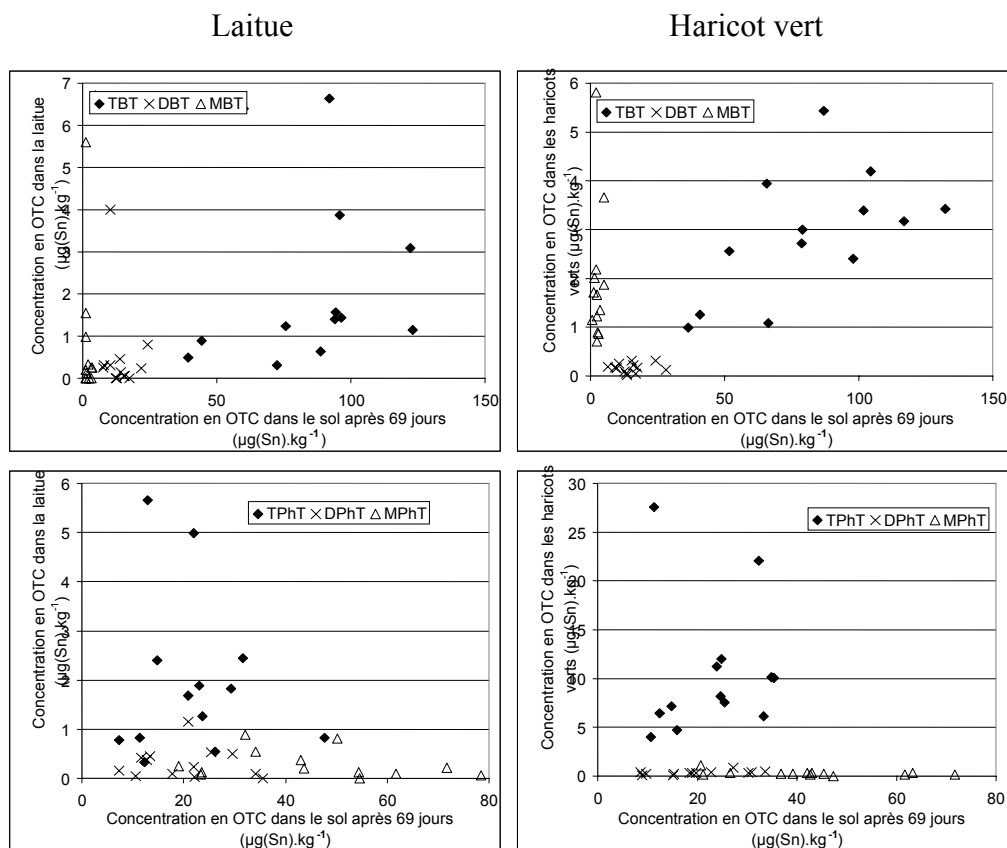 Laitue
Haricot vert
Concentration en OTC dans la laitue
(µg(Sn).kg-1)
7
6
5
4
3
2
1
0
TBT DBT MBT
0 50 100 150
Concentration en OTC dans le sol après 69 jours
(µg(Sn).kg-1)
Concentration en OTC dans les haricots
verts (µg(Sn).kg-1)
6
5
4
3
2
1
0
TBT DBT MBT
0 50 100 150
Concentration en OTC dans le sol après 69 jours
(µg(Sn).kg-1)
Concentration en OTC dans la laitue
(µg(Sn).kg-1)
6
5
4
3
2
1
0
TPhT DPhT MPhT
0 20 40 60 80
Concentration en OTC dans le sol après 69 jours
(µg(Sn).kg-1)
Concentration en OTC dans les haricots
verts (µg(Sn).kg-1)
30
25
20
15
10
5
0
TPhT DPhT MPhT
0 20 40 60 80
Concentration en OTC dans le sol après 69 jours
(µg(Sn).kg-1)